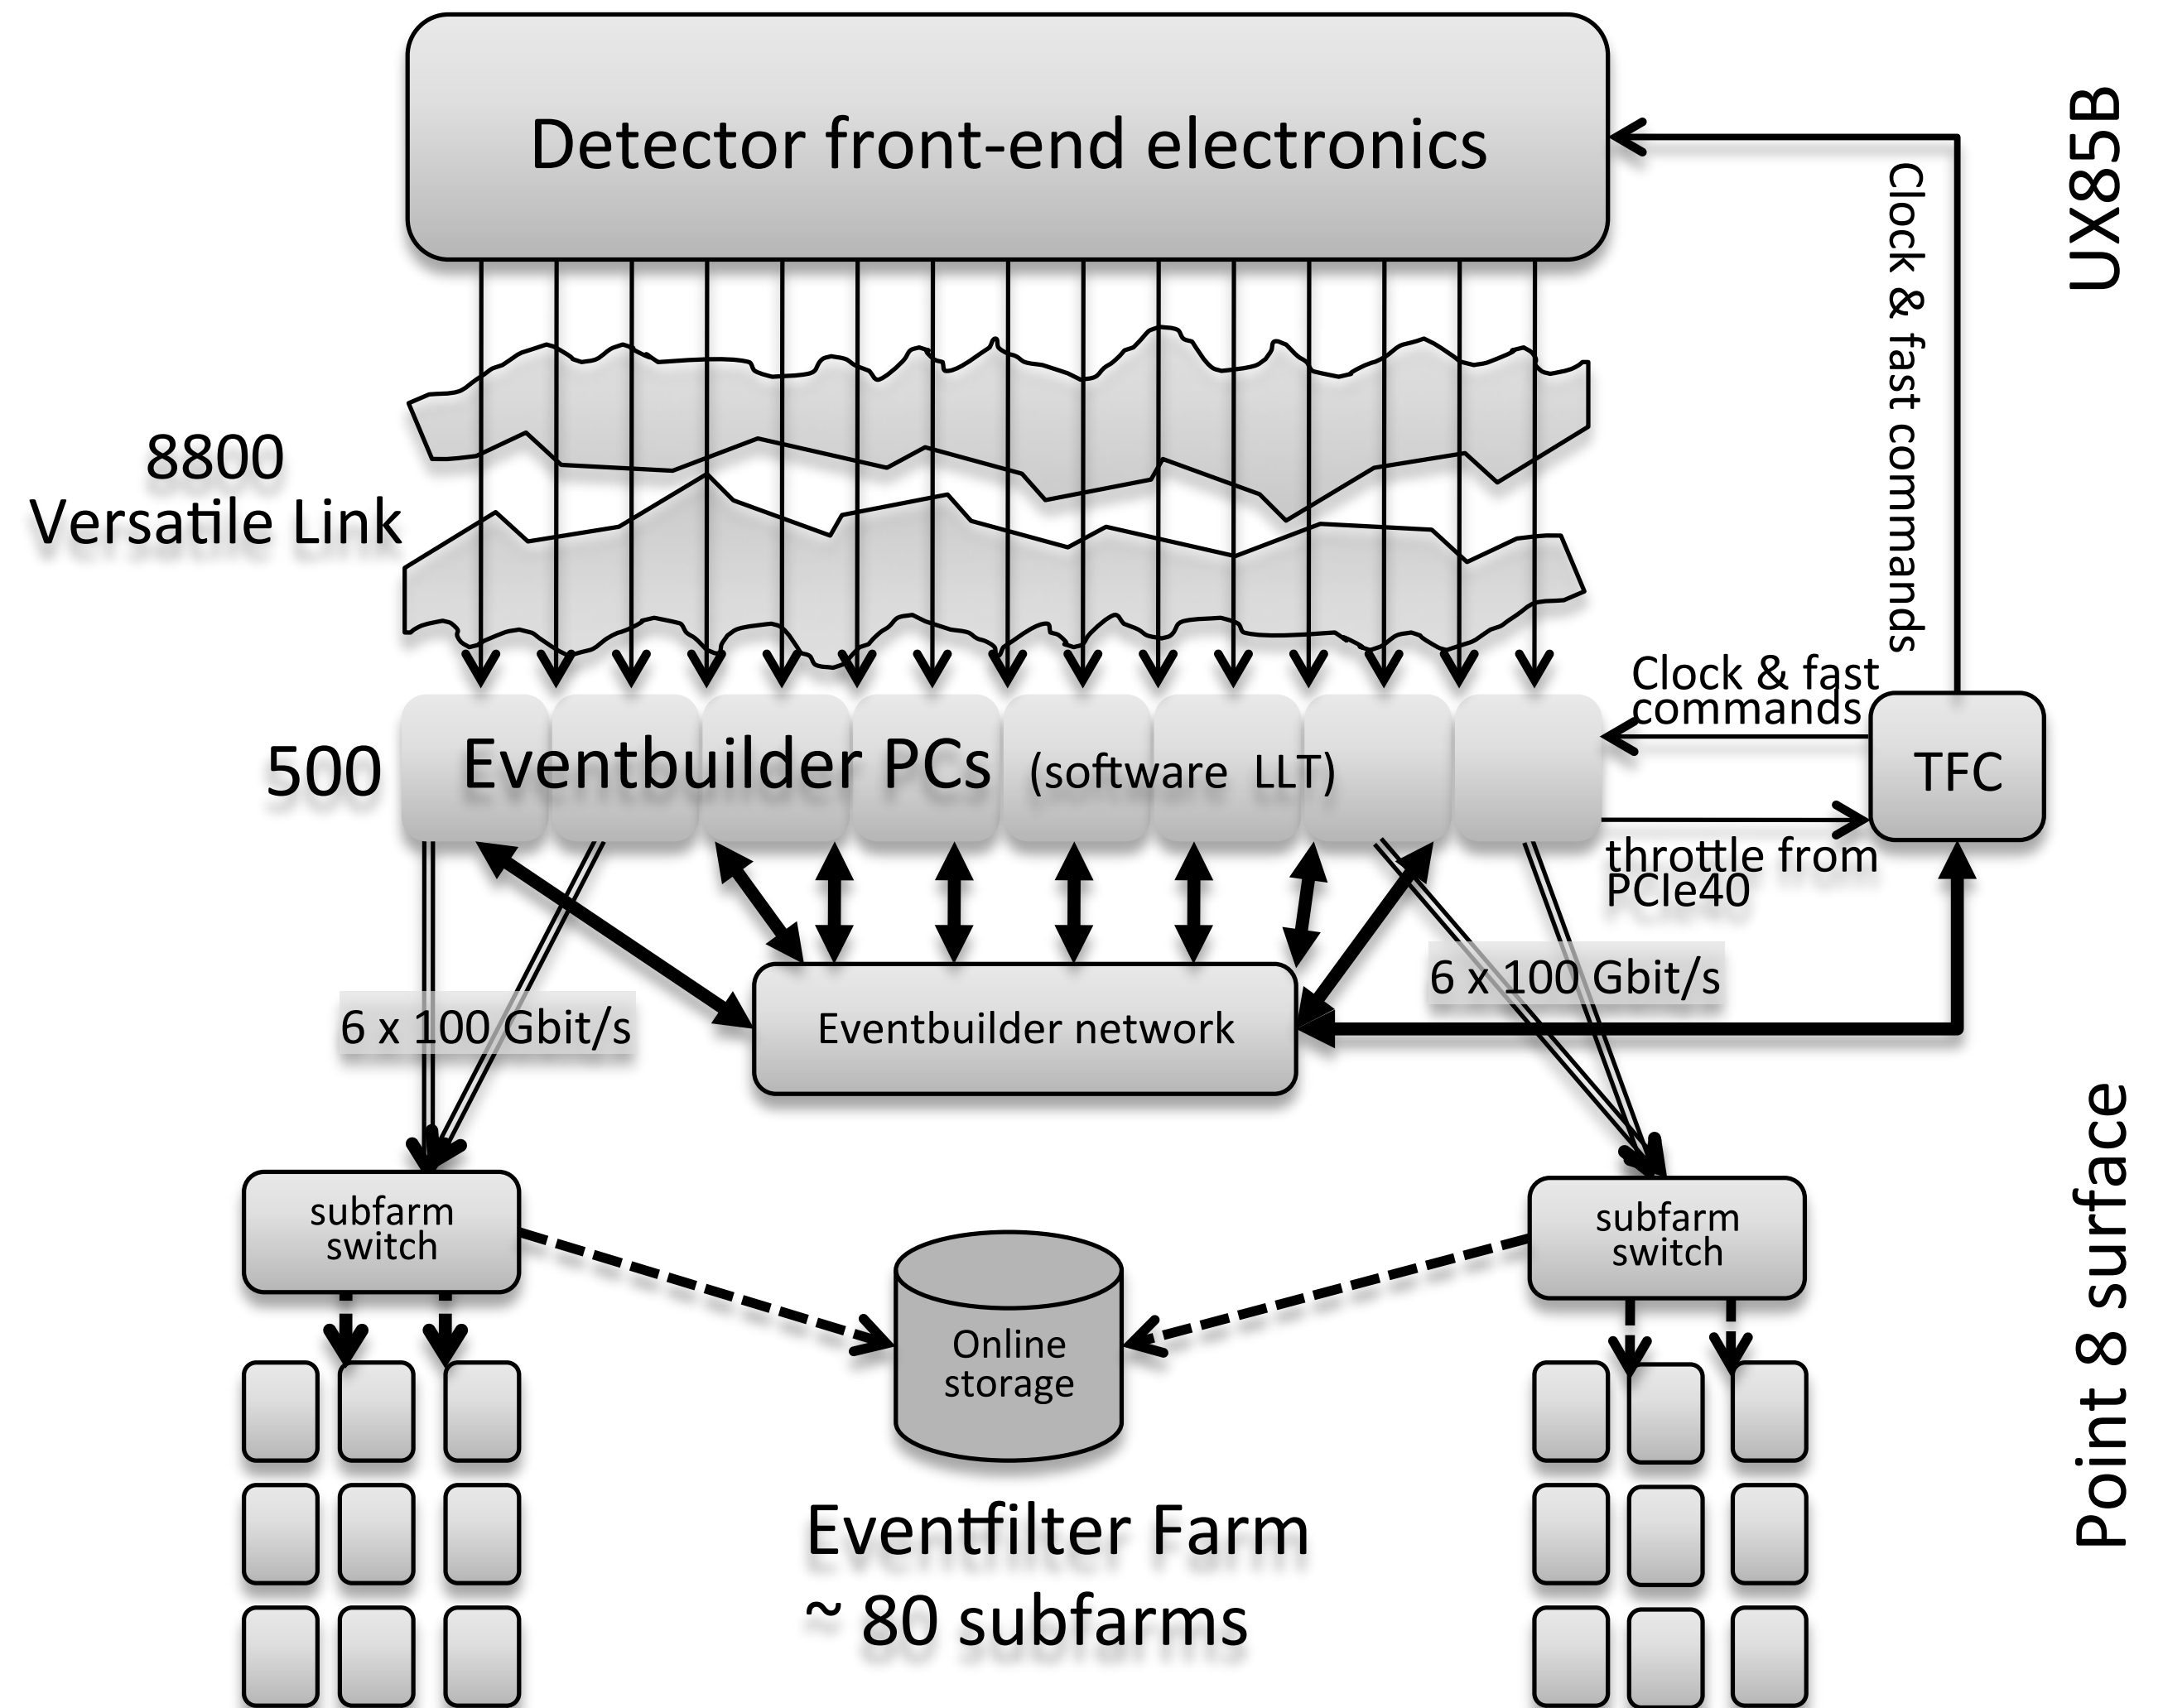 Detector front-end electronics
UX85B
Clock & fast commands
8800
Versatile Link
Clock & fast
commands
500
Eventbuilder PCs (software LLT)
TFC
throttle from
PCIe40
6 x 100 Gbit/s
6 x 100 Gbit/s
Eventbuilder network
Point 8 surface
subfarm
switch
subfarm
switch
Online
storage
Eventfilter Farm
~ 80 subfarms